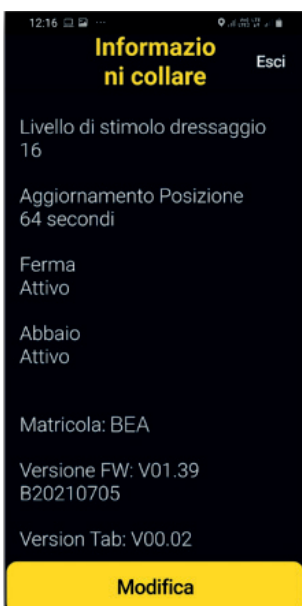 12:16
Informazio
ni collare
Esci
Livello di stimolo dressaggio
16
Aggiornamento Posizione
64 secondi
Ferma
Attivo
Abbaio
Attivo
Matricola: BEA
Versione FW: V01.39
B20210705
Version Tab: V00.02
Modifica